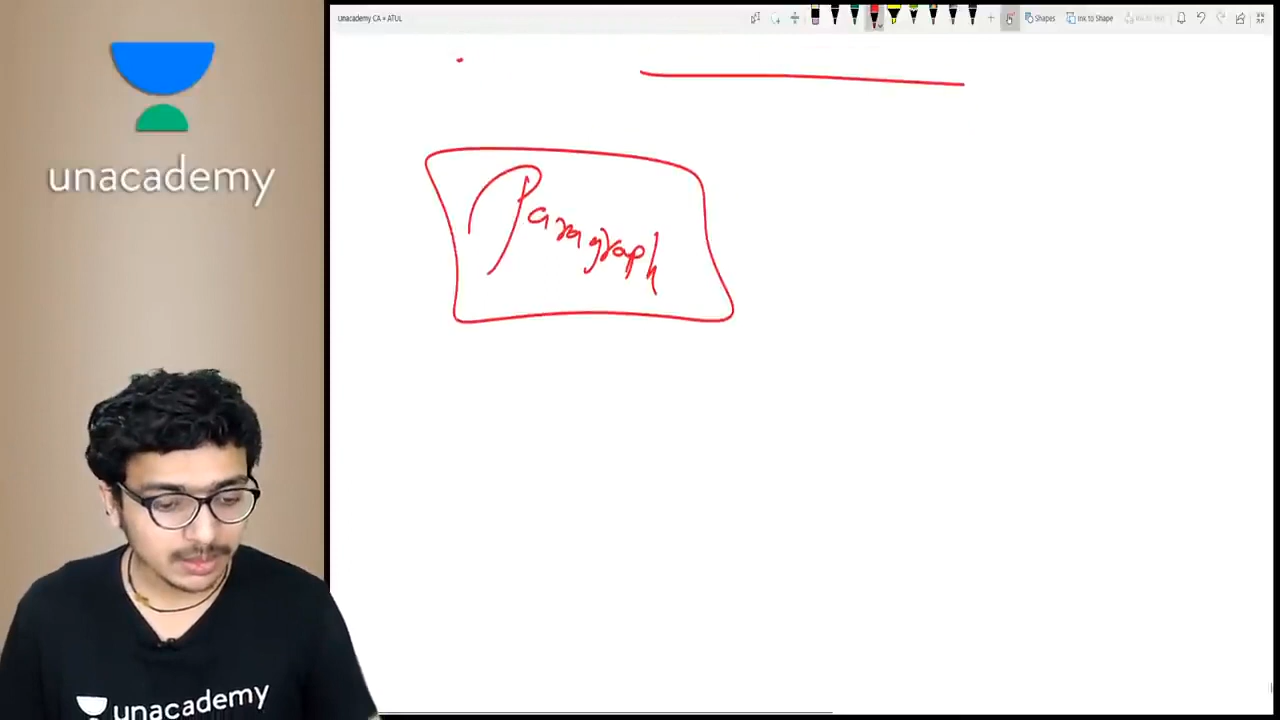 Unacademy CA + ATUL
Shapes
Ink to Shape
unacademy
Paragraph
unacademy